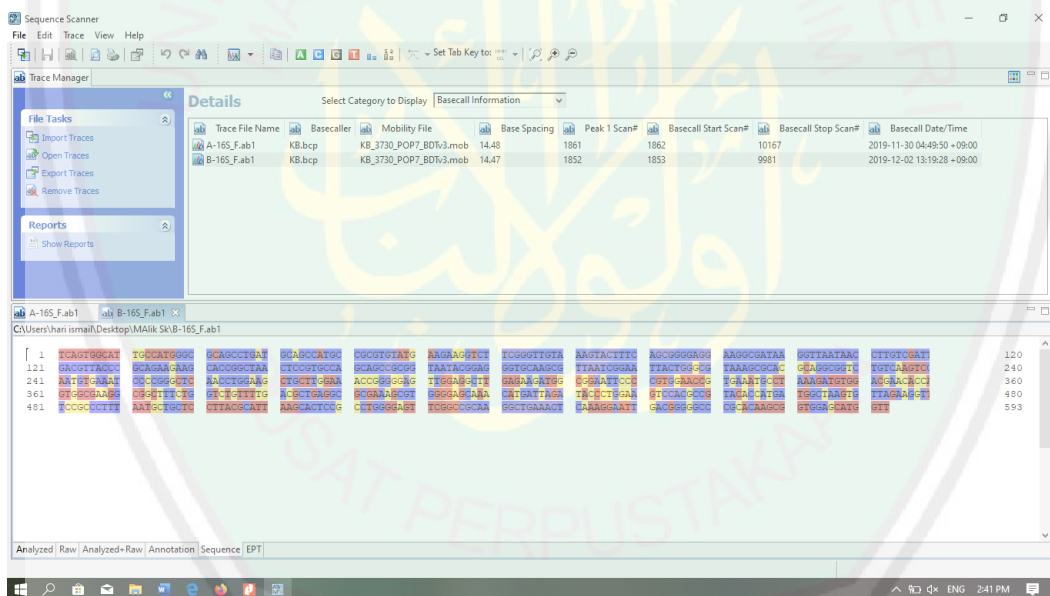 Sequence Scanner
File Edit Trace View Help
Set Tab Key to:
Trace Manager
Details Select Category to Display Basecall Information
File Tasks
Import Traces
Open Traces
Export Traces
Remove Traces
Reports
Show Reports
Trace File Name Basecaller Mobility File Base Spacing Peak 1 Scan# Basecall Start Scan# Basecall Stop Scan# Basecall Date/Time
A-16S_F.ab1 KB.bcp KB_3730_POP7_BDTv3.mob 14.48 1861 1862 10167 2019-11-30 04:49:50 +09:00
B-16S_F.ab1 KB.bcp KB_3730_POP7_BDTv3.mob 14.47 1852 1853 9981 2019-12-02 13:19:28 +09:00
A-16S_F.ab1 B-16S_F.ab1
C:\Users\hari ismail\Desktop\MAlik Sk\B-16S_F.ab1
1 TCAGTGGCAT TGCCATGGGC GCAGCCTGAT GCAGCCATGC CGCGTGTATG AAGAAGGTCT TCGGGTTGTA AAGTACTTTC AGCGGGGAGG AAGGCGATAA GGTTAATAAC CTTGTCGATT 120
121 GACGTTACCC GCAGAAGAAG CACCGGCTAA CTCCGTGCCA GCAGCCGCGG TAATACGGAG GGTGCAAGCG TTAATCGGAA TTACTGGGCG TAAAGCGCAC GCAGGCGGTC TGTCAAGTCG 240
241 AATGTGAAAT CCCCGGGCTC AACCTGGAAG CTGCTTGGAA ACCGGGGGAG TTGGAGGCTT GAGAAGATGG CGGAATTCCC CGTGGAACCG TGAAATGCCT AAAGATGTGG ACGAACACCA 360
361 GTGGCGAAGG CGGCTTTCTG GTCTGTTTTG ACGCTGAGGC GCGAAAGCGT GGGGAGCAAA CATGATTAGA TACCCTGGAA GTCCACGCCG TACACCATGA TGGCTAAGTG TTAGAAGGTT 480
481 TCCGCCCTTT AATGCTGCTC CTTACGCATT AAGCACTCCG CCTGGGGAGT TCGGCCGCAA GGCTGAAACT CAAAGGAATT GACGGGGGCC CGCACAAGCG GTGGAGCATG GTT 593
Analyzed Raw Analyzed+Raw Annotation Sequence EPT
ENG 2:41 PM